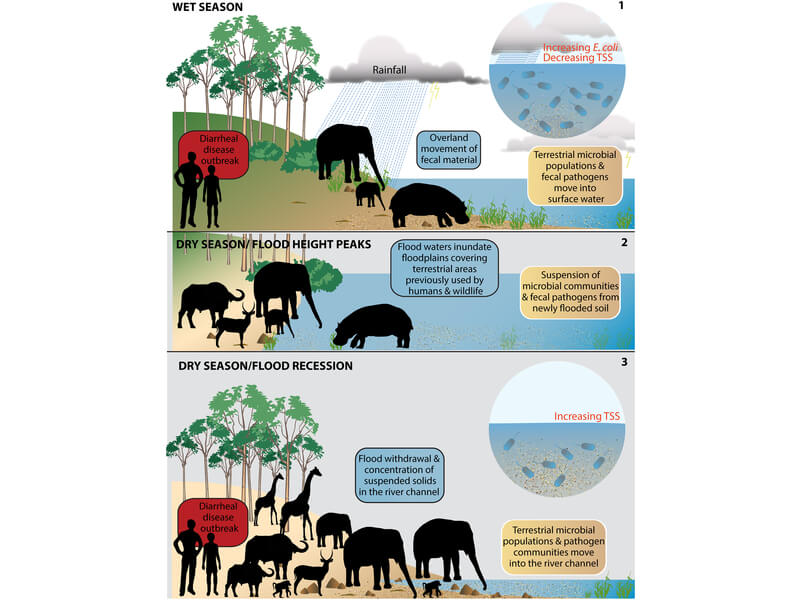 WET SEASON
1
Increasing E. coli
Decreasing TSS
Rainfall
Diarrheal
disease
outbreak
Overland
movement of
fecal material
Terrestrial microbial
populations &
fecal pathogens
move into
surface water
DRY SEASON/ FLOOD HEIGHT PEAKS
2
Flood waters inundate
floodplains covering
terrestrial areas
previously used by
humans & wildlife
Suspension of
microbial communities
& fecal pathogens from
newly flooded soil
DRY SEASON/FLOOD RECESSION
3
Increasing TSS
Flood withdrawal &
concentration of
suspended solids
in the river channel
Diarrheal
disease
outbreak
Terrestrial microbial
populations & pathogen
communities move
into the river channel